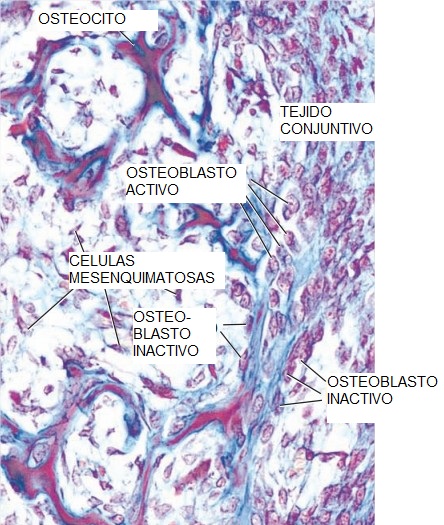 OSTEOCITO
TEJIDO
CONJUNTIVO
OSTEOBLASTO
ACTIVO
CELULAS
MESENQUIMATOSAS
OSTEO-
BLASTO
INACTIVO
OSTEOBLASTO
INACTIVO